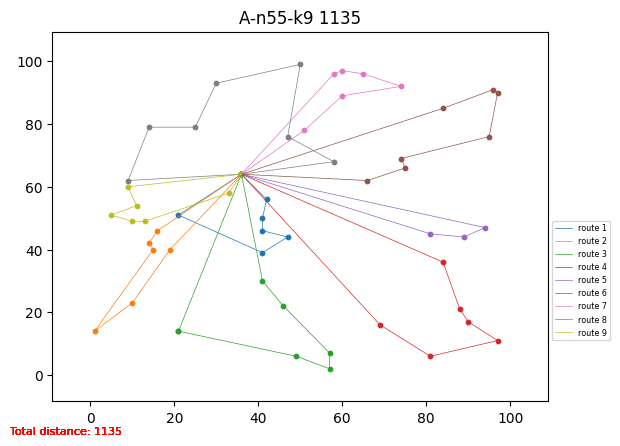 A-n55-k9 1135
100
80
60
40
20
0
0 20 40 60 80 100
route 1
route 2
route 3
route 4
route 5
route 6
route 7
route 8
route 9
Total distance: 1135